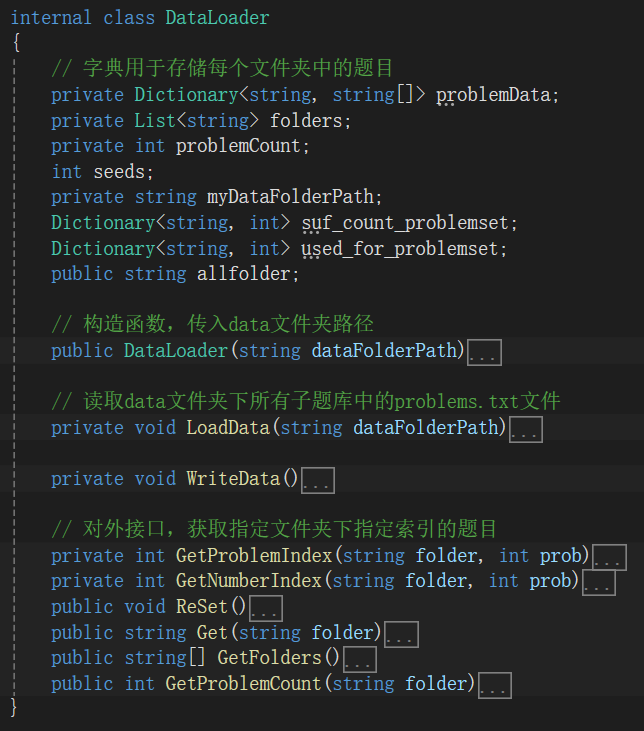 internal class DataLoader
{
// 字典用于存储每个文件夹中的题目
private Dictionary<string, string[]> problemData;
private List<string> folders;
private int problemCount;
int seeds;
private string myDataFolderPath;
Dictionary<string, int> suf_count_problemset;
Dictionary<string, int> used_for_problemset;
public string allfolder;
// 构造函数，传入data文件夹路径
public DataLoader(string dataFolderPath)...
// 读取data文件夹下所有子题库中的problems.txt文件
private void LoadData(string dataFolderPath)...
private void WriteData()...
// 对外接口，获取指定文件夹下指定索引的题目
private int GetProblemIndex(string folder, int prob)...
private int GetNumberIndex(string folder, int prob)...
public void ReSet()...
public string Get(string folder)...
public string[] GetFolders()...
public int GetProblemCount(string folder)...
}